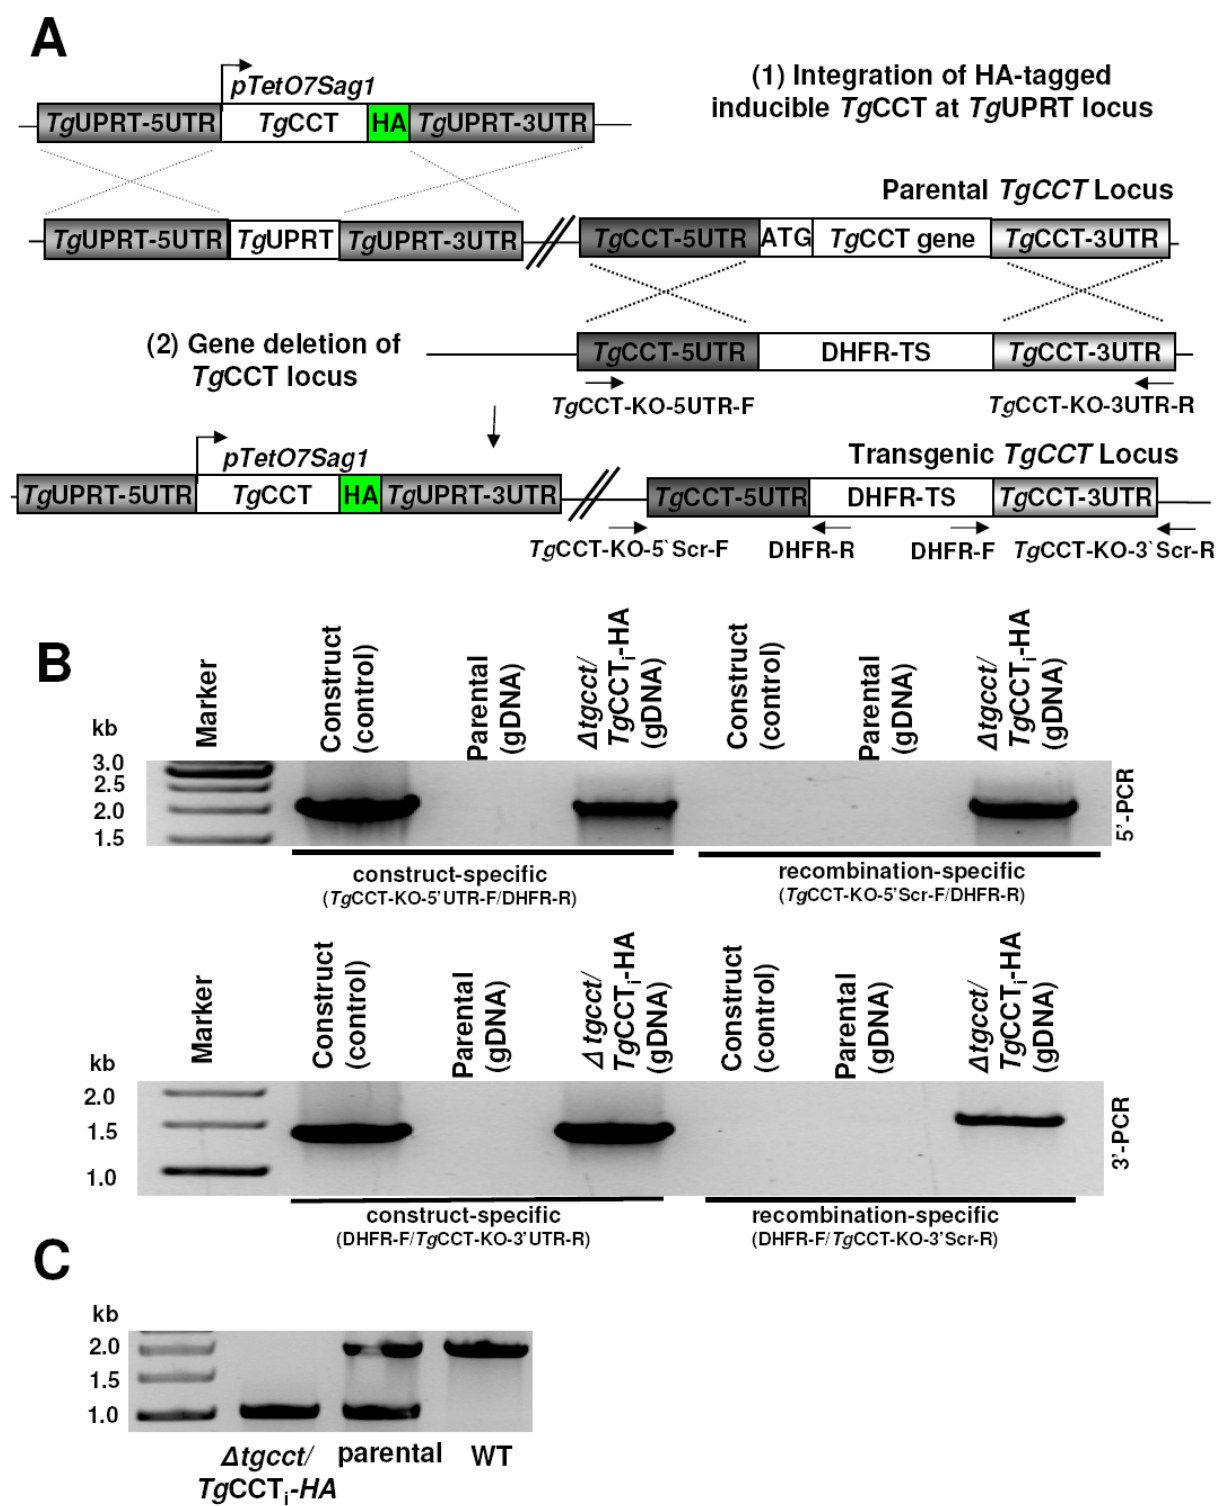 A
pTetO7Sag1
TgUPRT-5UTR TgCCT HA TgUPRT-3UTR
(1) Integration of HA-tagged
inducible TgCCT at TgUPRT locus
Parental TgCCT Locus
TgUPRT-5UTR TgUPRT TgUPRT-3UTR TgCCT-5UTR ATG TgCCT gene TgCCT-3UTR
(2) Gene deletion of
TgCCT locus
TgCCT-5UTR DHFR-TS TgCCT-3UTR
TgCCT-KO-5UTR-F TgCCT-KO-3UTR-R
pTetO7Sag1
Transgenic TgCCT Locus
TgUPRT-5UTR TgCCT HA TgUPRT-3UTR TgCCT-5UTR DHFR-TS TgCCT-3UTR
TgCCT-KO-5`Scr-F DHFR-R DHFR-F TgCCT-KO-3`Scr-R
B
kb
Marker
Construct
(control)
Parental
(gDNA)
Δtgcct/
TgCCTi-HA
(gDNA)
Construct
(control)
Parental
(gDNA)
Δtgcct/
TgCCTi-HA
(gDNA)
3.0
2.5
2.0
1.5
5'-PCR
construct-specific
(TgCCT-KO-5'UTR-F/DHFR-R)
recombination-specific
(TgCCT-KO-5'Scr-F/DHFR-R)
kb
Marker
Construct
(control)
Parental
(gDNA)
Δtgcct/
TgCCTi-HA
(gDNA)
Construct
(control)
Parental
(gDNA)
Δtgcct/
TgCCTi-HA
(gDNA)
2.0
1.5
1.0
3'-PCR
construct-specific
(DHFR-F/TgCCT-KO-3'UTR-R)
recombination-specific
(DHFR-F/TgCCT-KO-3'Scr-R)
C
kb
2.0
1.5
1.0
Δtgcct/
TgCCTi-HA
parental
WT